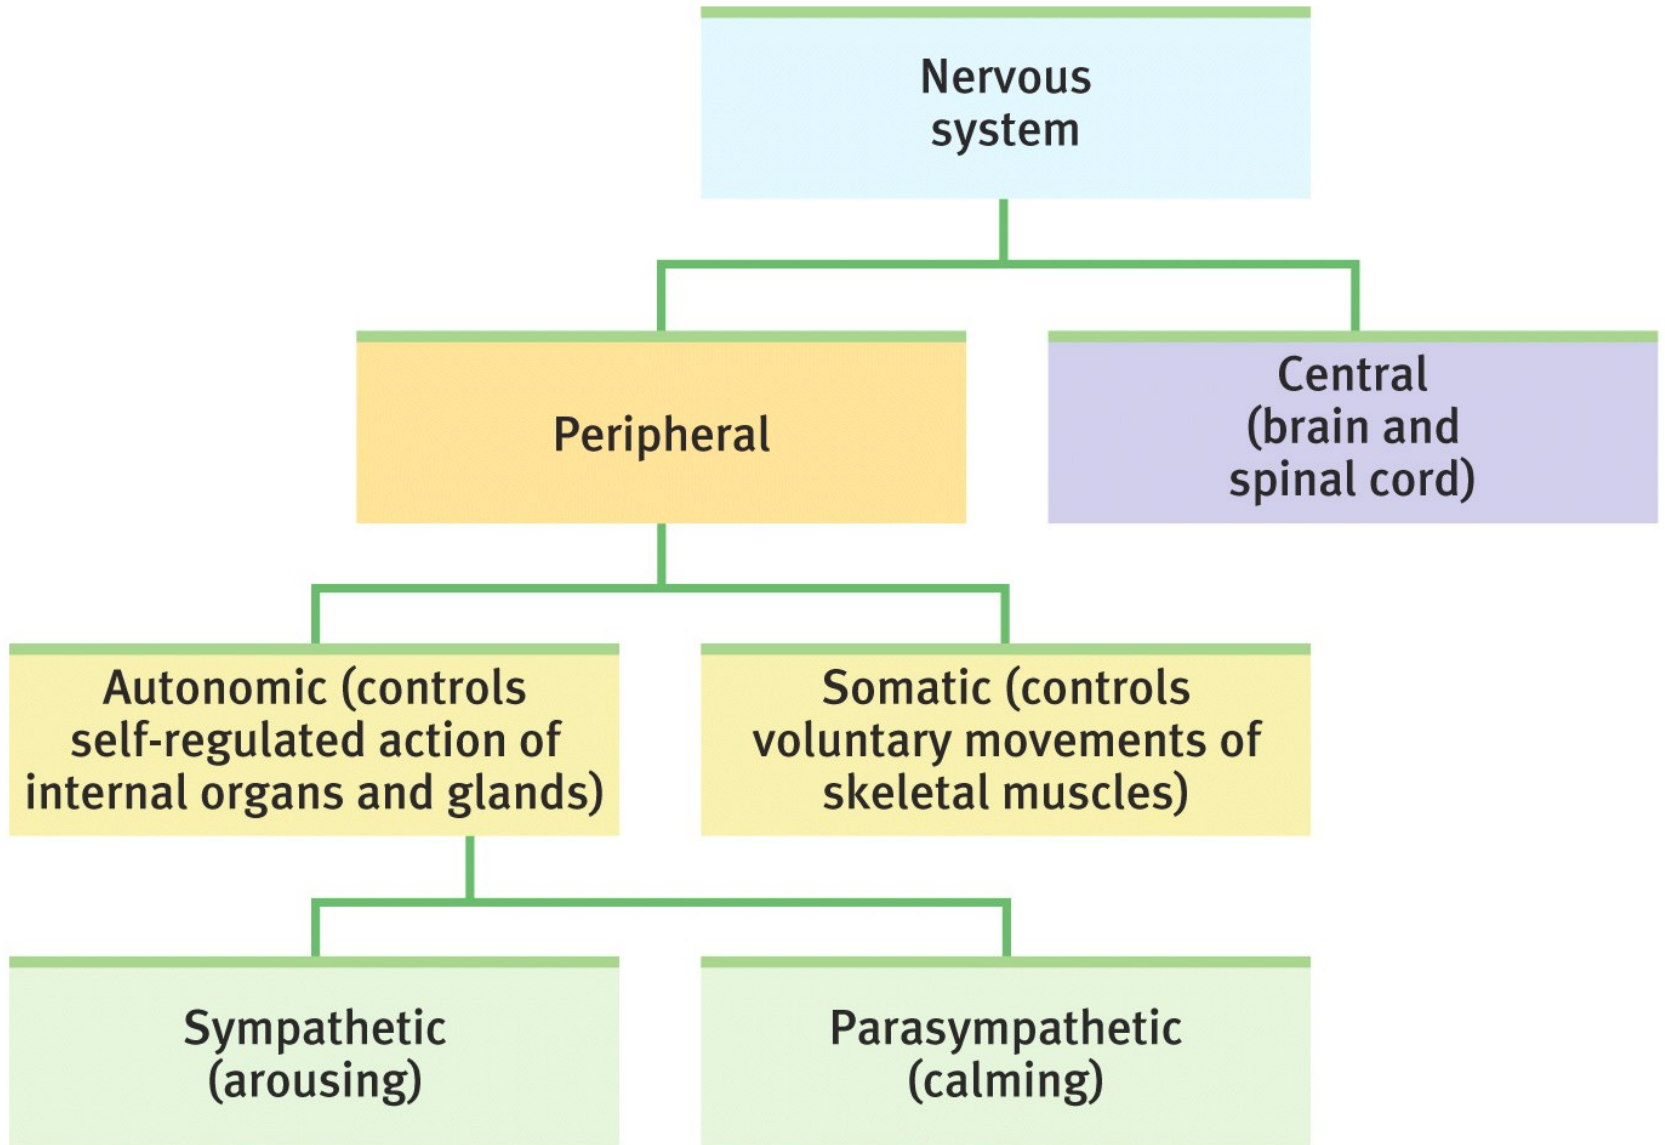 Nervous
system
Peripheral
Central
(brain and
spinal cord)
Autonomic (controls
self-regulated action of
internal organs and glands)
Somatic (controls
voluntary movements of
skeletal muscles)
Sympathetic
(arousing)
Parasympathetic
(calming)